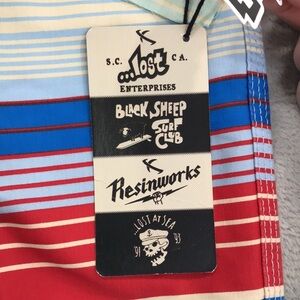 S.C. ...Lost CA.
ENTERPRISES
BLACK SHEEP
SURF
CLUB
Resinworks
...LOST AT SEA